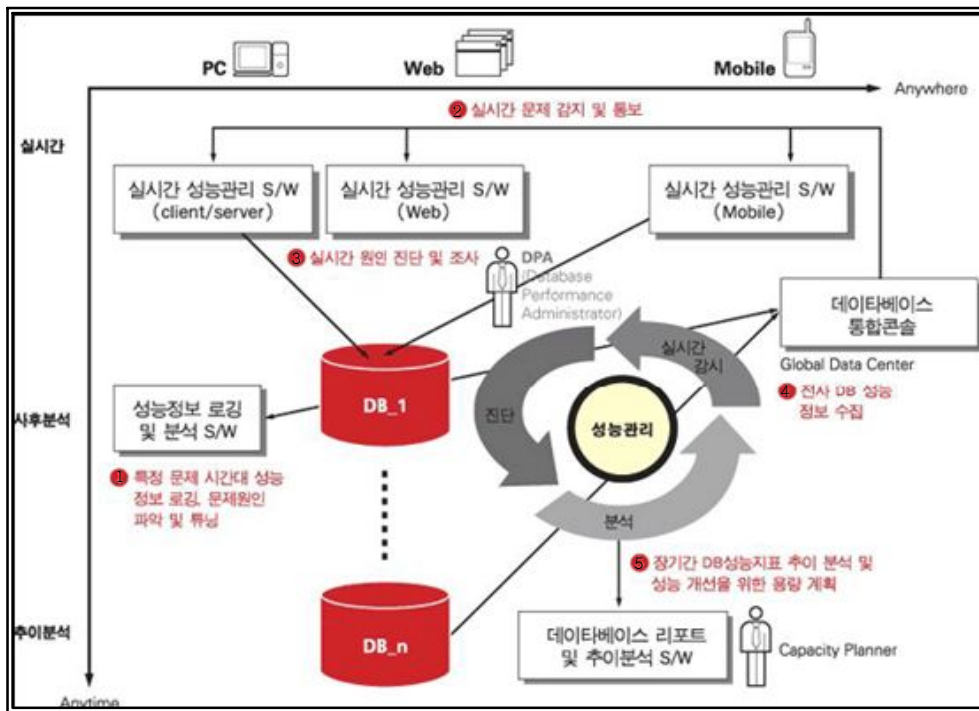 PC
Web
Mobile
Anywhere
② 실시간 문제 감지 및 통보
실시간
실시간 성능관리 S/W
(client/server)
실시간 성능관리 S/W
(Web)
실시간 성능관리 S/W
(Mobile)
③ 실시간 원인 진단 및 조사
DPA
(Database
Performance
Administrator)
데이타베이스
통합콘솔
Global Data Center
④ 전사 DB 성능
정보 수집
실시간
감시
진단
성능관리
분석
DB_1
사후분석
성능정보 로깅
및 분석 S/W
① 특정 문제 시간대 성능
정보 로깅, 문제원인
파악 및 튜닝
⑤ 장기간 DB성능지표 추이 분석 및
성능 개선을 위한 용량 계획
추이분석
DB_n
데이타베이스 리포트
및 추이분석 S/W
Capacity Planner
Anytime